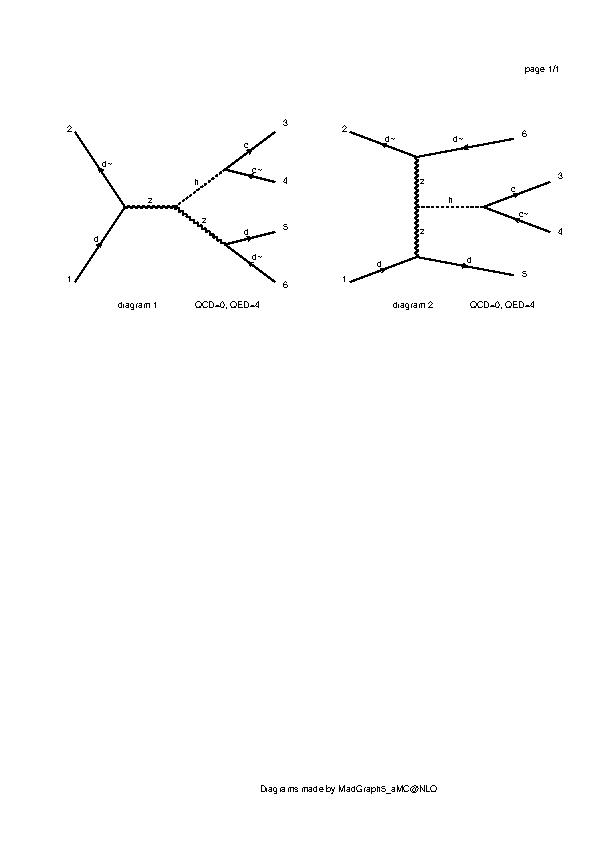 page 1/1
2
d~
d
1
z
h
c
3
c~
4
z
d
5
d~
6
diagram 1 QCD=0, QED=4
2
d~
d~
6
z
h
c
3
c~
4
z
1
d
d
5
diagram 2 QCD=0, QED=4
Diagrams made by MadGraph5_aMC@NLO